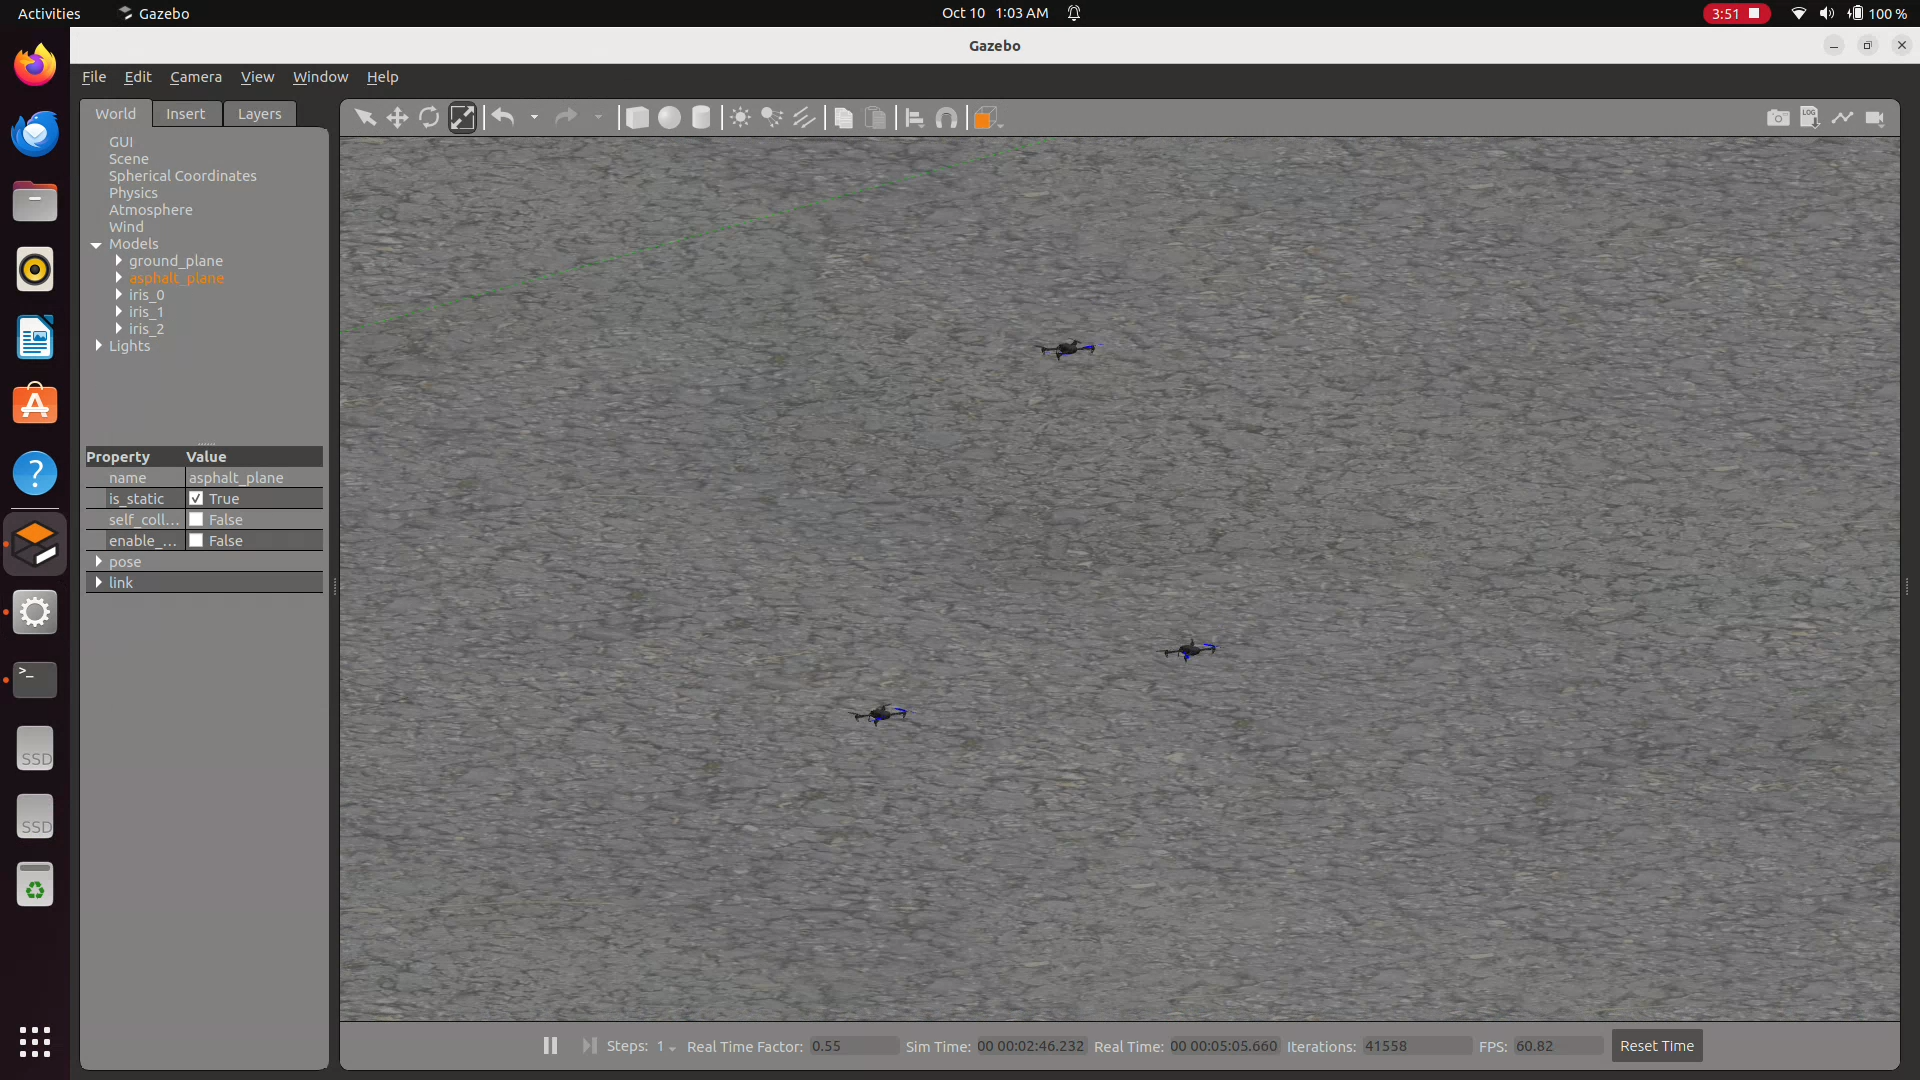 Activities Gazebo Oct 10 1:03 AM 3:51 100 %
Gazebo
File Edit Camera View Window Help
World Insert Layers
GUI
Scene
Spherical Coordinates
Physics
Atmosphere
Wind
Models
ground_plane
asphalt_plane
iris_0
iris_1
iris_2
Lights
Property Value
name asphalt_plane
is_static True
self_coll... False
enable_... False
pose
link
LOG
>_
SSD
SSD
Steps: 1 Real Time Factor: 0.55 Sim Time: 00 00:02:46.232 Real Time: 00 00:05:05.660 Iterations: 41558 FPS: 60.82 Reset Time